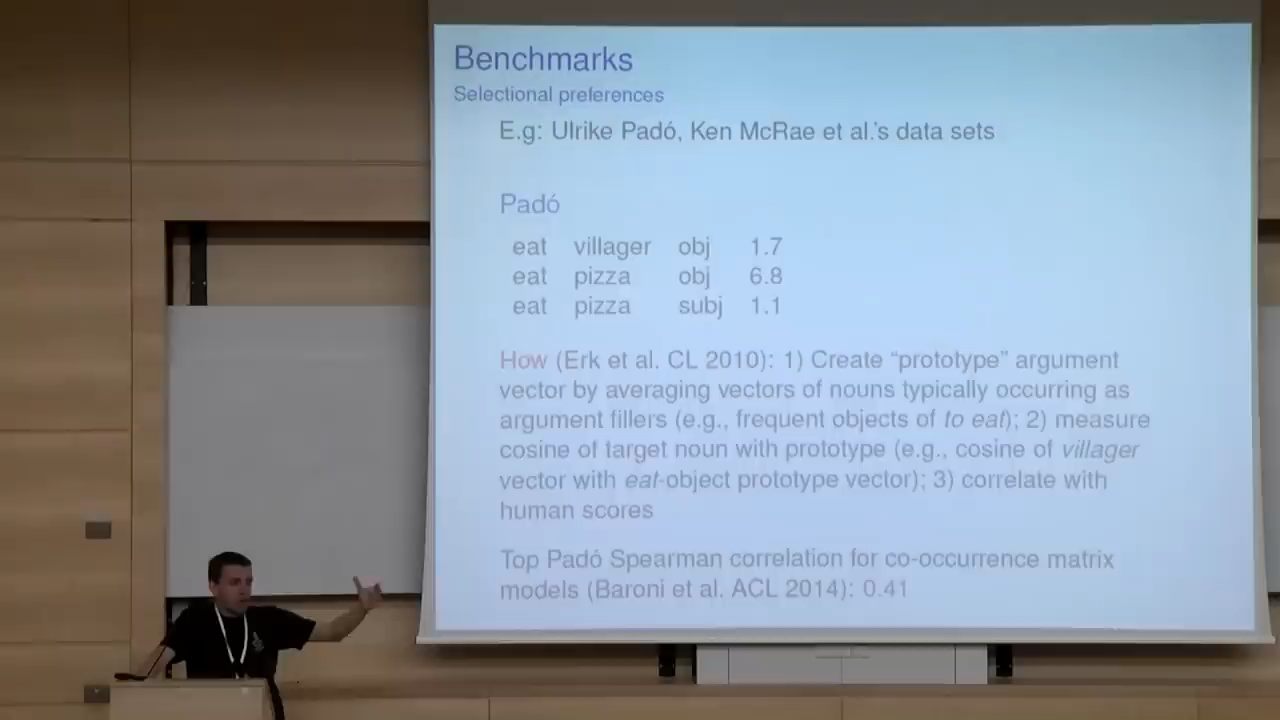 Benchmarks
Selectional preferences
E.g: Ulrike Padó, Ken McRae et al.'s data sets
Padó
eat villager obj 1.7
eat pizza obj 6.8
eat pizza subj 1.1
How (Erk et al. CL 2010): 1) Create “prototype” argument
vector by averaging vectors of nouns typically occurring as
argument fillers (e.g., frequent objects of to eat); 2) measure
cosine of target noun with prototype (e.g., cosine of villager
vector with eat-object prototype vector); 3) correlate with
human scores
Top Padó Spearman correlation for co-occurrence matrix
models (Baroni et al. ACL 2014): 0.41